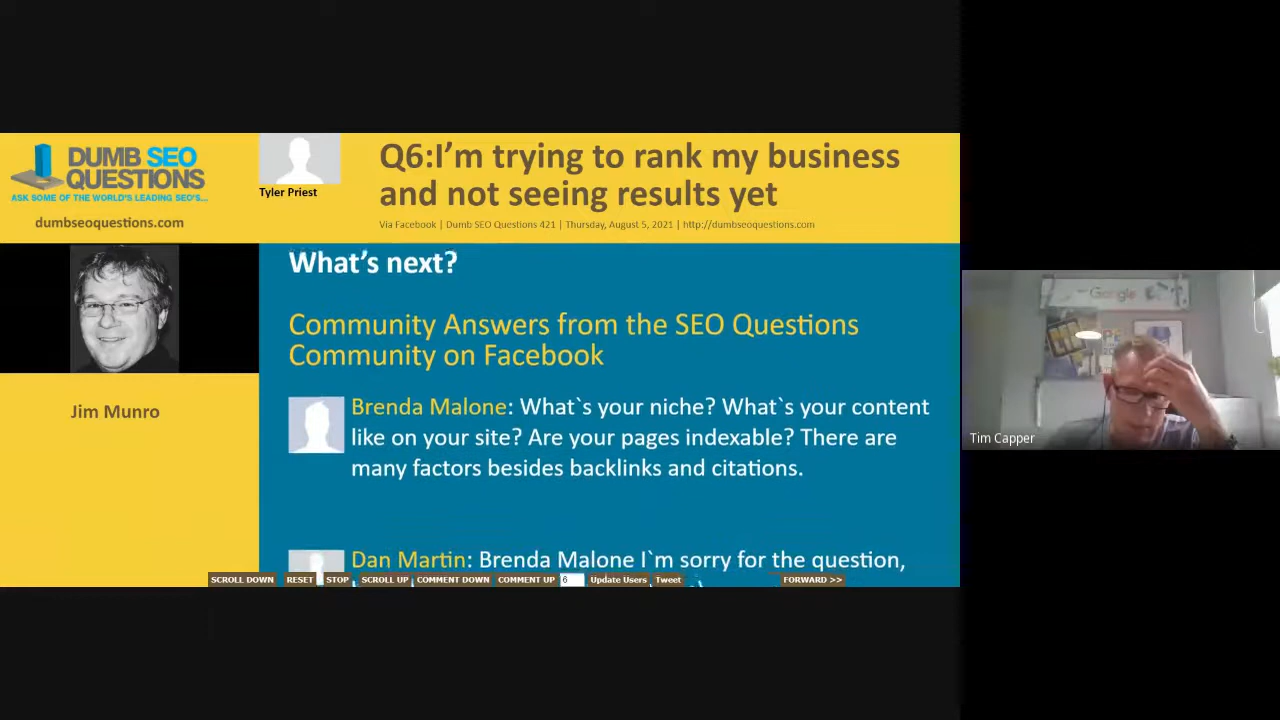 DUMB SEO
QUESTIONS
ASK SOME OF THE WORLD'S LEADING SEO'S...
dumbseoquestions.com
Tyler Priest
Q6:I'm trying to rank my business
and not seeing results yet
Via Facebook | Dumb SEO Questions 421 | Thursday, August 5, 2021 | http://dumbseoquestions.com
Jim Munro
What's next?
Community Answers from the SEO Questions
Community on Facebook
Brenda Malone: What`s your niche? What`s your content
like on your site? Are your pages indexable? There are
many factors besides backlinks and citations.
Dan Martin: Brenda Malone I`m sorry for the question,
SCROLL DOWN RESET STOP SCROLL UP COMMENT DOWN COMMENT UP 6 Update Users Tweet FORWARD >>
Google
Tim Capper